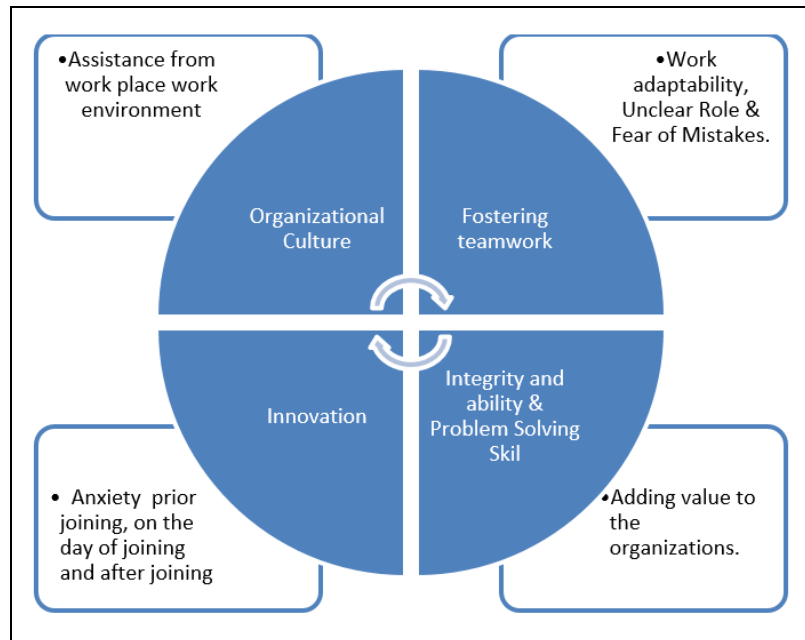 •Assistance from
work place work
environment
•Work
adaptability,
Unclear Role &
Fear of Mistakes.
Organizational
Culture
Fostering
teamwork
Innovation
Integrity and
ability &
Problem Solving
Skil
• Anxiety prior
joining, on the
day of joining
and after joining
•Adding value to
the
organizations.